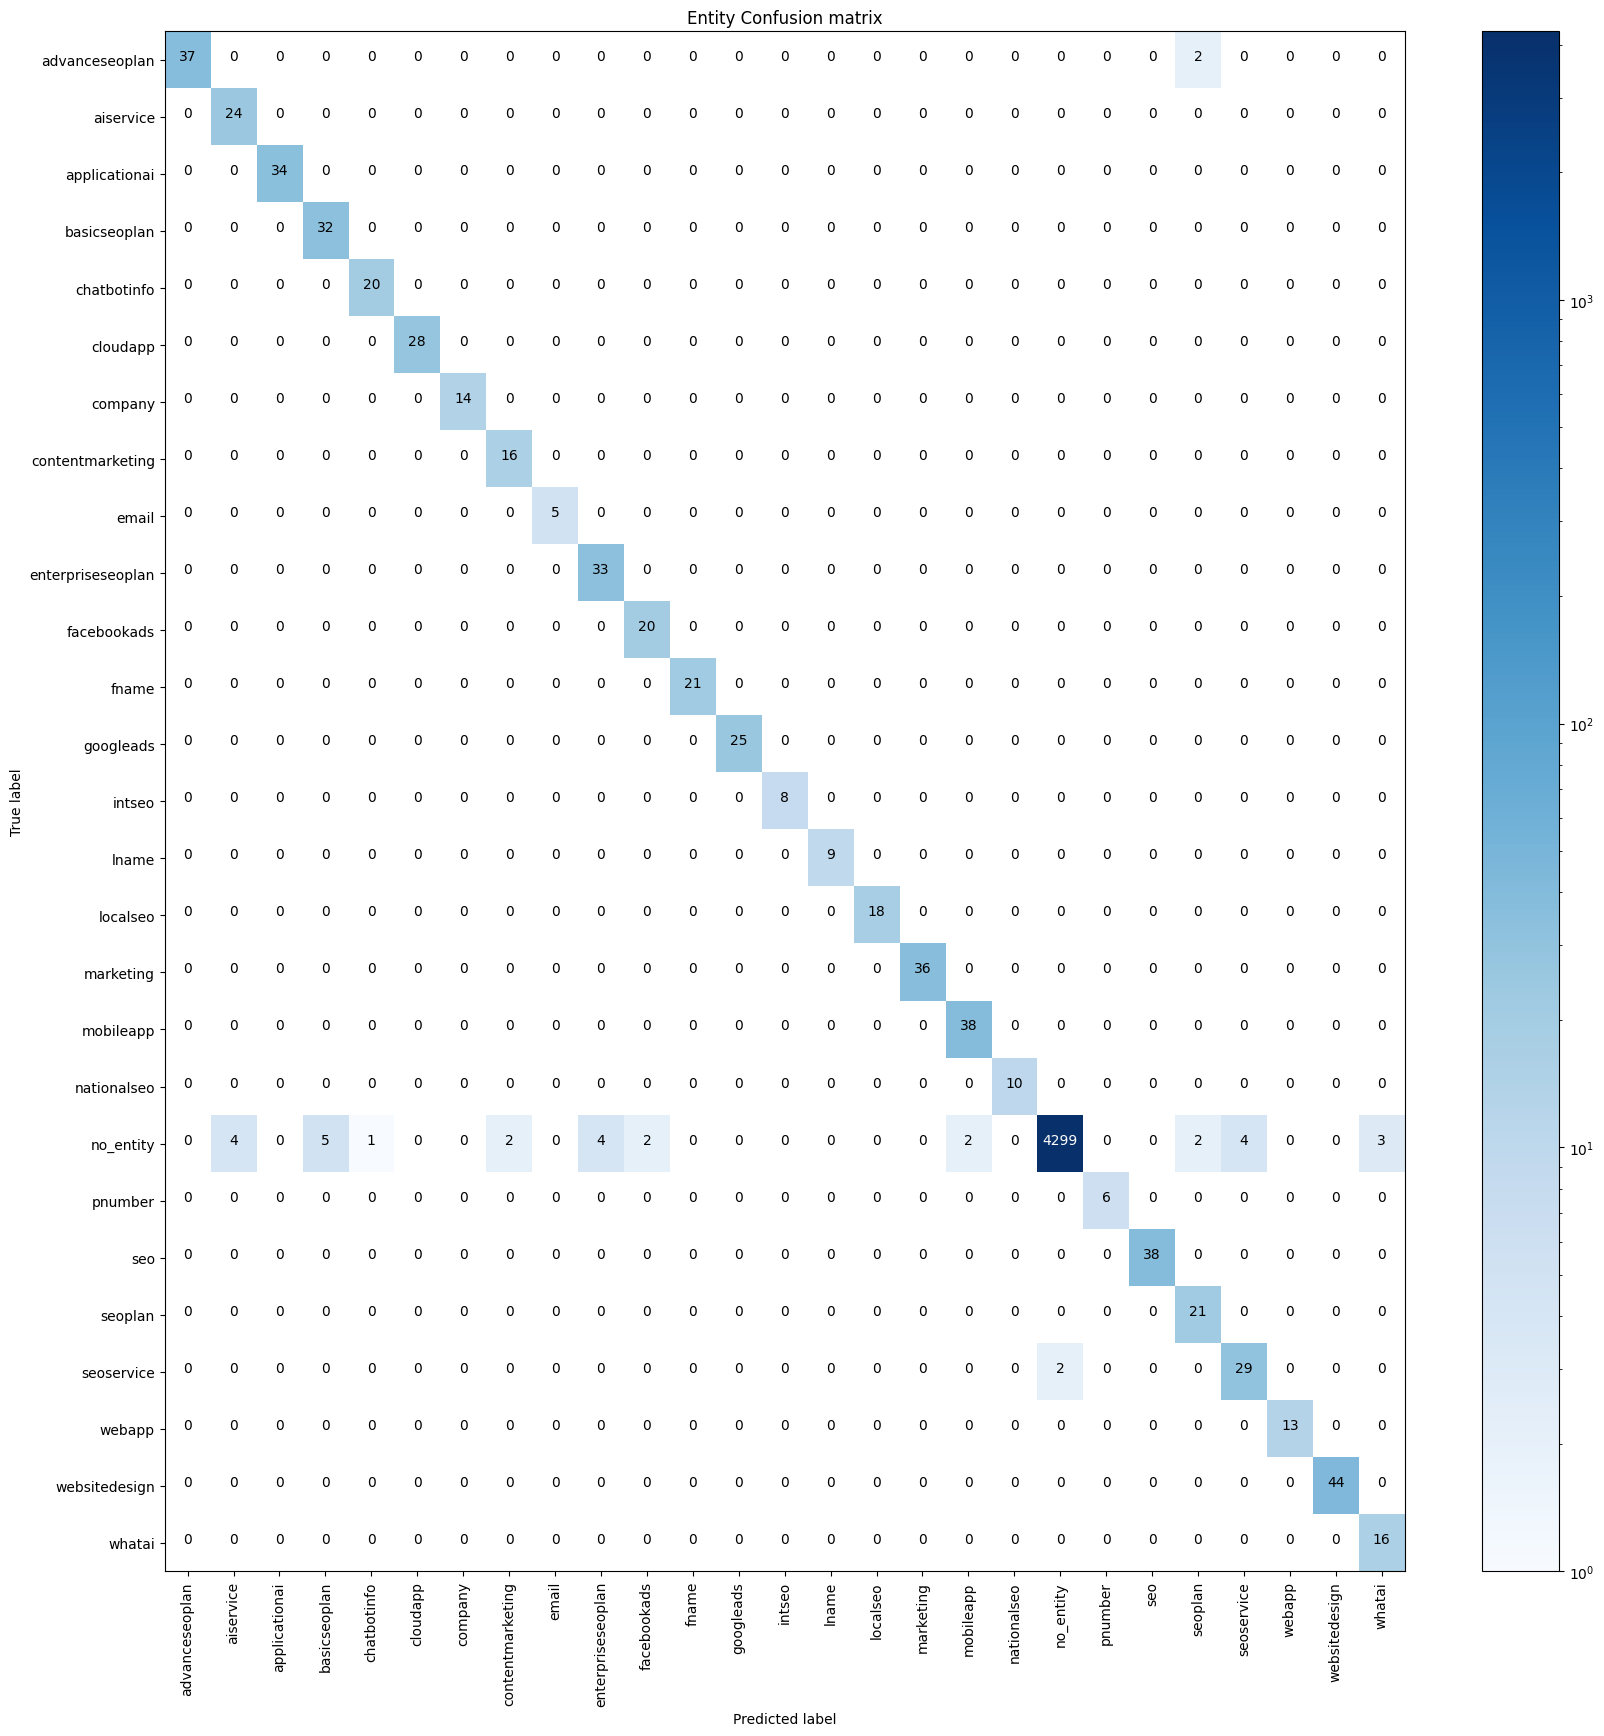 Entity Confusion matrix
advanceseoplan 37 0 0 0 0 0 0 0 0 0 0 0 0 0 0 0 0 0 0 0 0 0 2 0 0 0 0
aiservice 0 24 0 0 0 0 0 0 0 0 0 0 0 0 0 0 0 0 0 0 0 0 0 0 0 0 0
applicationai 0 0 34 0 0 0 0 0 0 0 0 0 0 0 0 0 0 0 0 0 0 0 0 0 0 0 0
basicseoplan 0 0 0 32 0 0 0 0 0 0 0 0 0 0 0 0 0 0 0 0 0 0 0 0 0 0 0
chatbotinfo 0 0 0 0 20 0 0 0 0 0 0 0 0 0 0 0 0 0 0 0 0 0 0 0 0 0 0
cloudapp 0 0 0 0 0 28 0 0 0 0 0 0 0 0 0 0 0 0 0 0 0 0 0 0 0 0 0
company 0 0 0 0 0 0 14 0 0 0 0 0 0 0 0 0 0 0 0 0 0 0 0 0 0 0 0
contentmarketing 0 0 0 0 0 0 0 16 0 0 0 0 0 0 0 0 0 0 0 0 0 0 0 0 0 0 0
email 0 0 0 0 0 0 0 0 5 0 0 0 0 0 0 0 0 0 0 0 0 0 0 0 0 0 0
enterpriseseoplan 0 0 0 0 0 0 0 0 0 33 0 0 0 0 0 0 0 0 0 0 0 0 0 0 0 0 0
facebookads 0 0 0 0 0 0 0 0 0 0 20 0 0 0 0 0 0 0 0 0 0 0 0 0 0 0 0
fname 0 0 0 0 0 0 0 0 0 0 0 21 0 0 0 0 0 0 0 0 0 0 0 0 0 0 0
googleads 0 0 0 0 0 0 0 0 0 0 0 0 25 0 0 0 0 0 0 0 0 0 0 0 0 0 0
intseo 0 0 0 0 0 0 0 0 0 0 0 0 0 8 0 0 0 0 0 0 0 0 0 0 0 0 0
lname 0 0 0 0 0 0 0 0 0 0 0 0 0 0 9 0 0 0 0 0 0 0 0 0 0 0 0
localseo 0 0 0 0 0 0 0 0 0 0 0 0 0 0 0 18 0 0 0 0 0 0 0 0 0 0 0
marketing 0 0 0 0 0 0 0 0 0 0 0 0 0 0 0 0 36 0 0 0 0 0 0 0 0 0 0
mobileapp 0 0 0 0 0 0 0 0 0 0 0 0 0 0 0 0 0 38 0 0 0 0 0 0 0 0 0
nationalseo 0 0 0 0 0 0 0 0 0 0 0 0 0 0 0 0 0 0 10 0 0 0 0 0 0 0 0
no_entity 0 4 0 5 1 0 0 2 0 4 2 0 0 0 0 0 0 2 0 4299 0 0 2 4 0 0 3
pnumber 0 0 0 0 0 0 0 0 0 0 0 0 0 0 0 0 0 0 0 0 6 0 0 0 0 0 0
seo 0 0 0 0 0 0 0 0 0 0 0 0 0 0 0 0 0 0 0 0 0 38 0 0 0 0 0
seoplan 0 0 0 0 0 0 0 0 0 0 0 0 0 0 0 0 0 0 0 0 0 0 21 0 0 0 0
seoservice 0 0 0 0 0 0 0 0 0 0 0 0 0 0 0 0 0 0 0 2 0 0 0 29 0 0 0
webapp 0 0 0 0 0 0 0 0 0 0 0 0 0 0 0 0 0 0 0 0 0 0 0 0 13 0 0
websitedesign 0 0 0 0 0 0 0 0 0 0 0 0 0 0 0 0 0 0 0 0 0 0 0 0 0 44 0
whatai 0 0 0 0 0 0 0 0 0 0 0 0 0 0 0 0 0 0 0 0 0 0 0 0 0 0 16
True label
advanceseoplan
aiservice
applicationai
basicseoplan
chatbotinfo
cloudapp
company
contentmarketing
email
enterpriseseoplan
facebookads
fname
googleads
intseo
lname
localseo
marketing
mobileapp
nationalseo
no_entity
pnumber
seo
seoplan
seoservice
webapp
websitedesign
whatai
Predicted label
10³
10²
10¹
10⁰